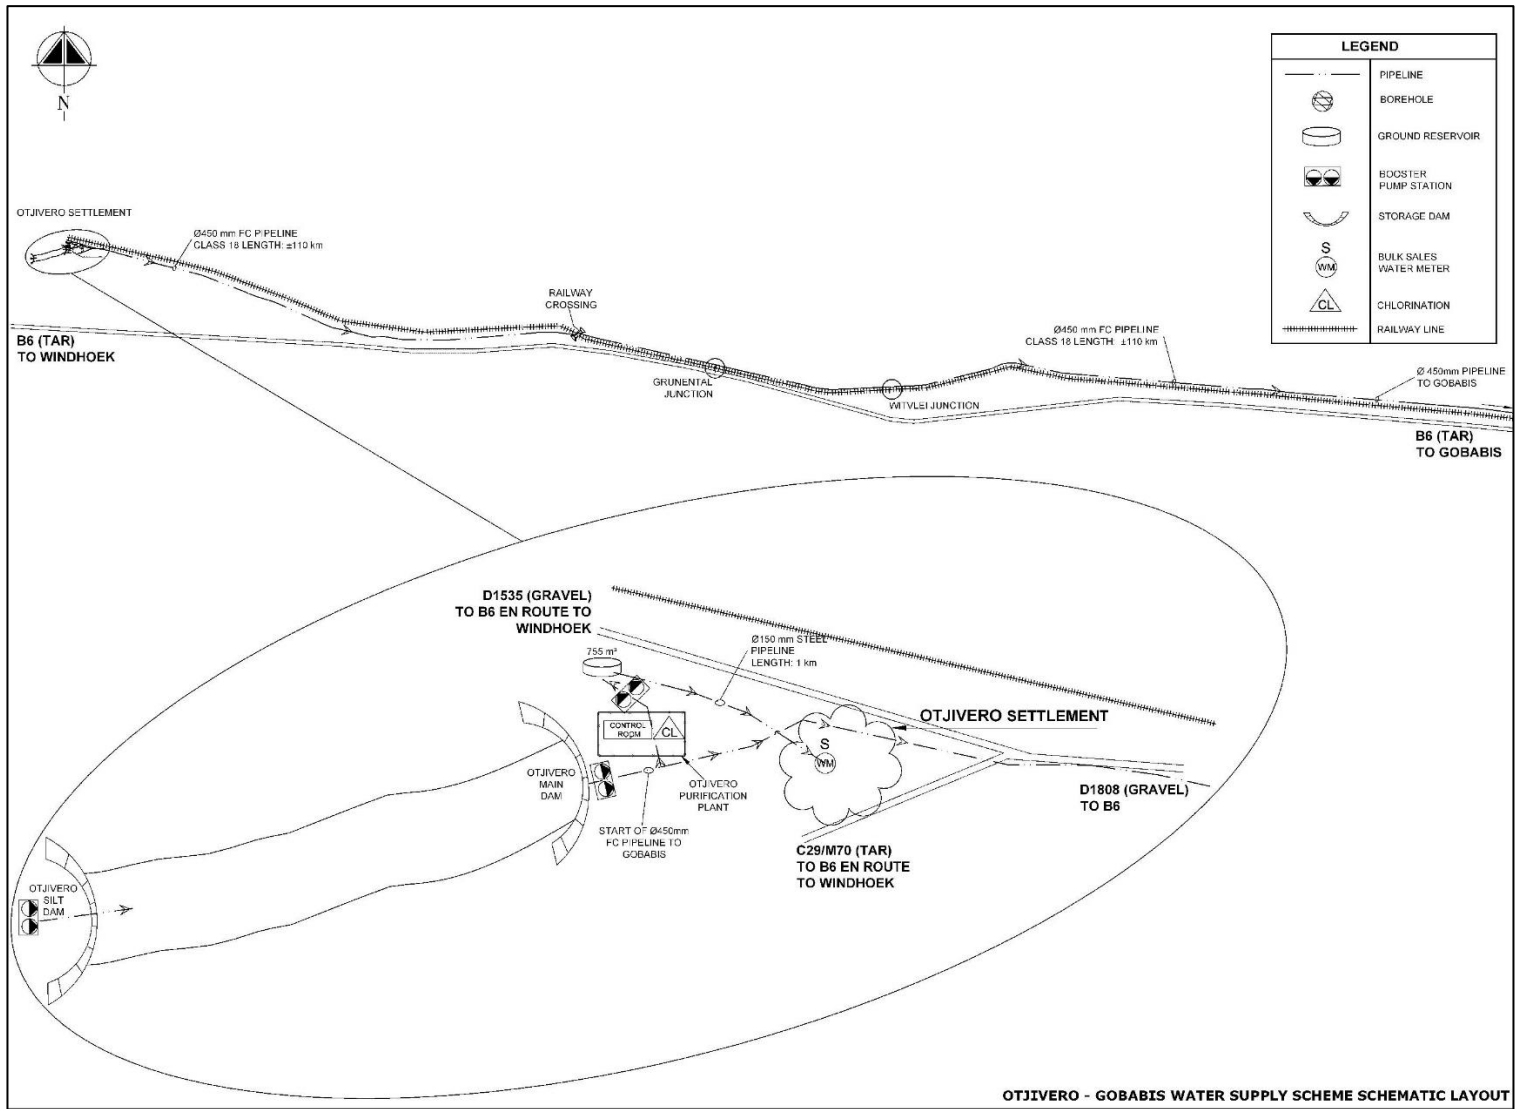 N
LEGEND
PIPELINE
BOREHOLE
GROUND RESERVOIR
BOOSTER
PUMP STATION
STORAGE DAM
S
WM
BULK SALES
WATER METER
CL
CHLORINATION
RAILWAY LINE
OTJIVERO SETTLEMENT
Ø450 mm FC PIPELINE
CLASS 18 LENGTH: ±110 km
B6 (TAR)
TO WINDHOEK
RAILWAY
CROSSING
GRUNENTAL
JUNCTION
WITVLEI JUNCTION
Ø450 mm FC PIPELINE
CLASS 18 LENGTH: ±110 km
Ø 450mm PIPELINE
TO GOBABIS
B6 (TAR)
TO GOBABIS
D1535 (GRAVEL)
TO B6 EN ROUTE TO
WINDHOEK
755 m³
Ø150 mm STEEL
PIPELINE
LENGTH: 1 km
CONTROL
ROOM
CL
OTJIVERO SETTLEMENT
S
WM
OTJIVERO
MAIN
DAM
OTJIVERO
PURIFICATION
PLANT
START OF Ø450mm
FC PIPELINE TO
GOBABIS
D1808 (GRAVEL)
TO B6
C29/M70 (TAR)
TO B6 EN ROUTE
TO WINDHOEK
OTJIVERO
SILT
DAM
OTJIVERO - GOBABIS WATER SUPPLY SCHEME SCHEMATIC LAYOUT